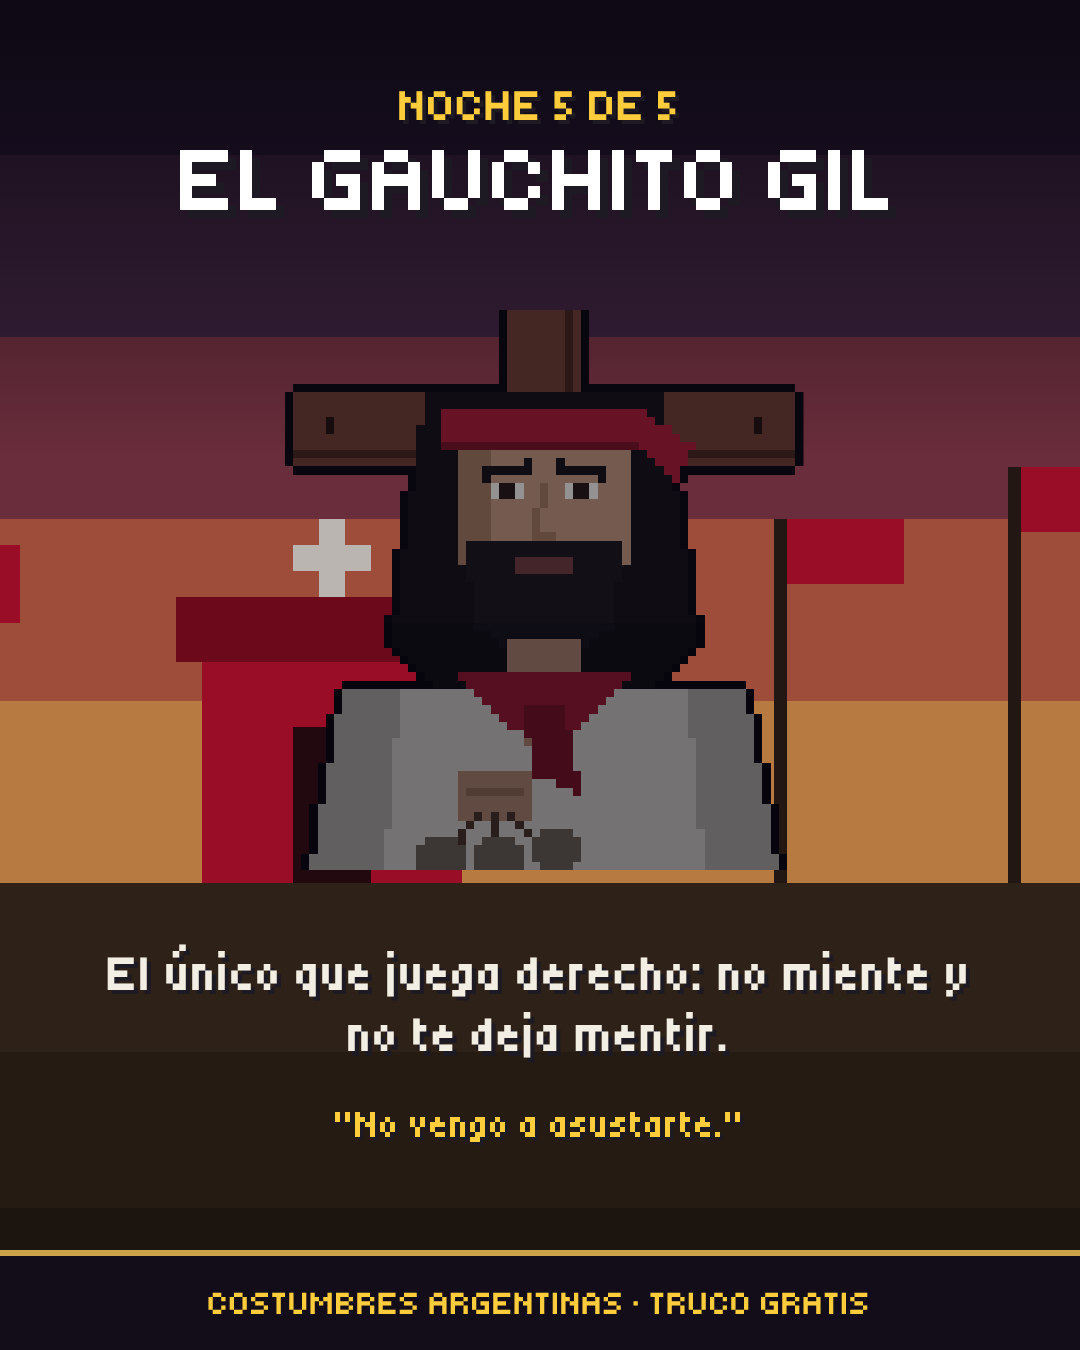 NOCHE 5 DE 5
EL GAUCHITO GIL
El único que juega derecho: no miente y
no te deja mentir.
"No vengo a asustarte."
COSTUMBRES ARGENTINAS · TRUCO GRATIS